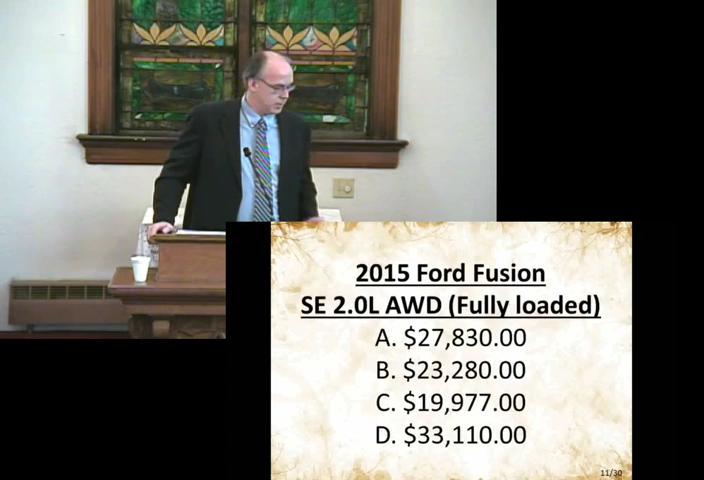 2015 Ford Fusion
SE 2.0L AWD (Fully loaded)
A. $27,830.00
B. $23,280.00
C. $19,977.00
D. $33,110.00
11/30